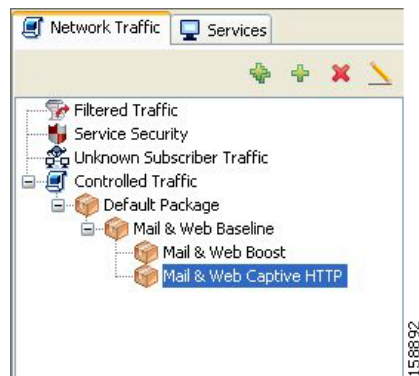 Network Traffic
Services
Filtered Traffic
Service Security
Unknown Subscriber Traffic
Controlled Traffic
Default Package
Mail & Web Baseline
Mail & Web Boost
Mail & Web Captive HTTP
158892